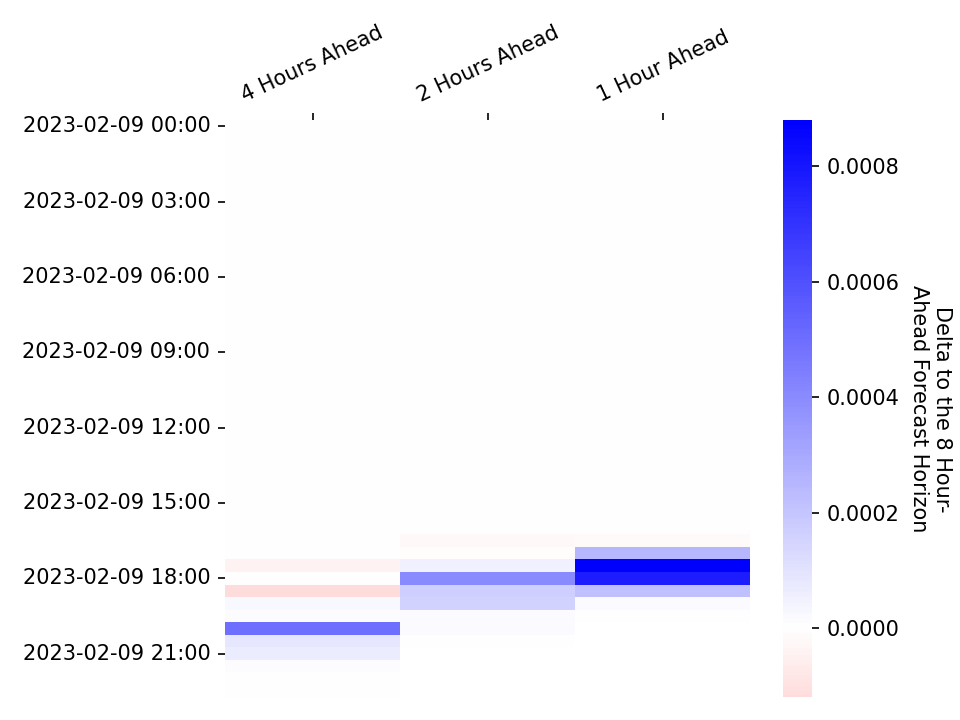 4 Hours Ahead
2 Hours Ahead
1 Hour Ahead
2023-02-09 00:00
2023-02-09 03:00
2023-02-09 06:00
2023-02-09 09:00
2023-02-09 12:00
2023-02-09 15:00
2023-02-09 18:00
2023-02-09 21:00
0.0008
0.0006
0.0004
0.0002
0.0000
Delta to the 8 Hour-
Ahead Forecast Horizon